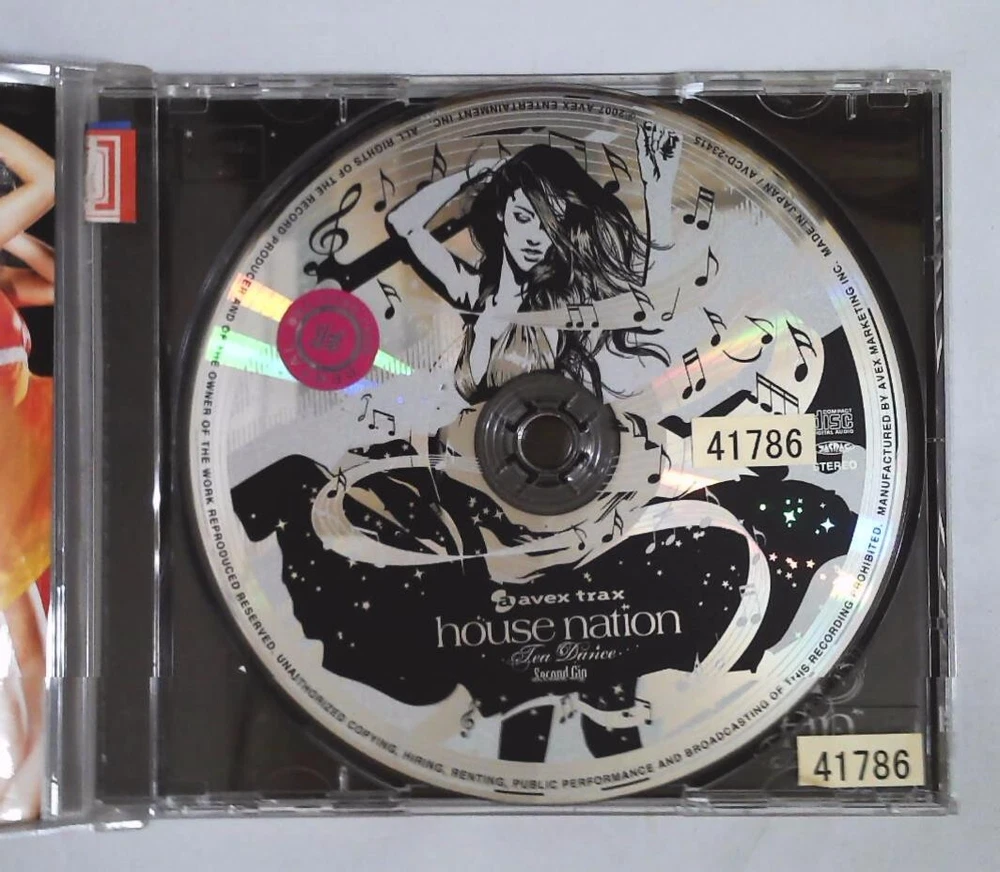 ALL RIGHTS OF THE RECORD PRODUCER AND OF THE OWNER OF THE WORK REPRODUCED RESERVED. UNAUTHORIZED COPYING, HIRING, RENTING, PUBLIC PERFORMANCE AND BROADCASTING OF THIS RECORDING PROHIBITED. MANUFACTURED BY AVEX MARKETING INC. MADE IN JAPAN / AVCD-23415
℗2007 AVEX ENTERTAINMENT INC.
COMPACT
disc
DIGITAL AUDIO
STEREO
41786
a avex trax
house nation
Tea Dance
Second Gin
41786